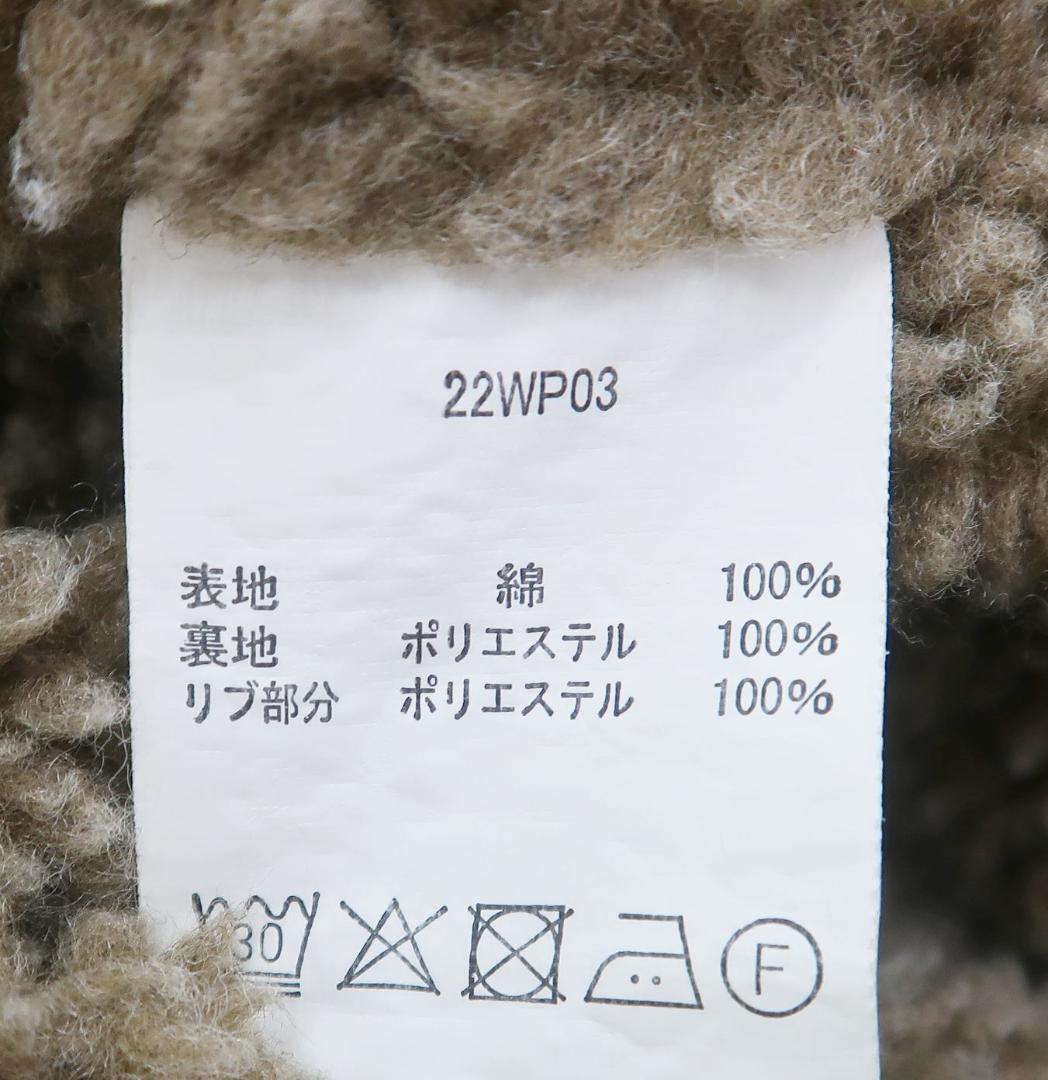 22WP03
表地 綿 100%
裏地 ポリエステル 100%
リブ部分 ポリエステル 100%
30 F